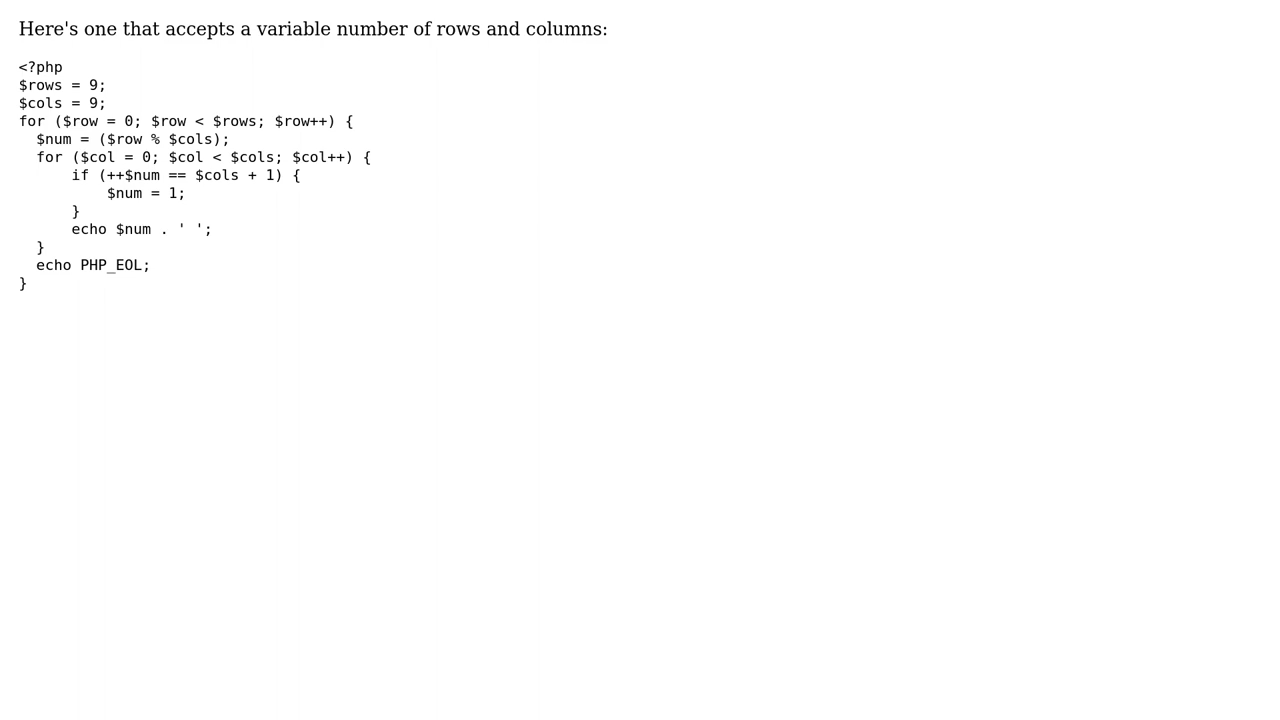 Here's one that accepts a variable number of rows and columns:
<?php
$rows = 9;
$cols = 9;
for ($row = 0; $row < $rows; $row++) {
  $num = ($row % $cols);
  for ($col = 0; $col < $cols; $col++) {
      if (++$num == $cols + 1) {
          $num = 1;
      }
      echo $num . ' ';
  }
  echo PHP_EOL;
}